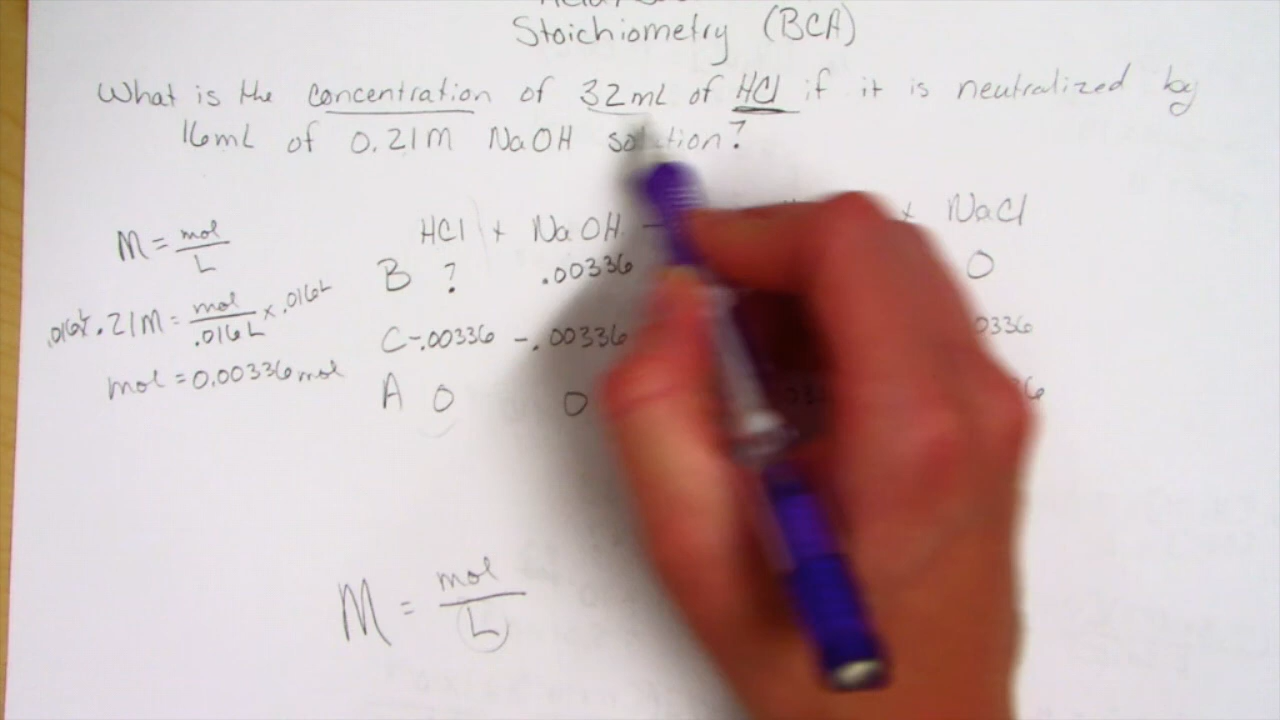 Stoichiometry (BCA)
What is the concentration of 32mL of HCl if it is neutralized by
16mL of 0.21M NaOH solution?
HCl + NaOH + NaCl
M = mol/L
B ? .00336 0
.016L · .21M = mol/.016L × .016L
C -.00336 -.00336 0336
mol = 0.00336 mol
A 0 0
M = mol/L